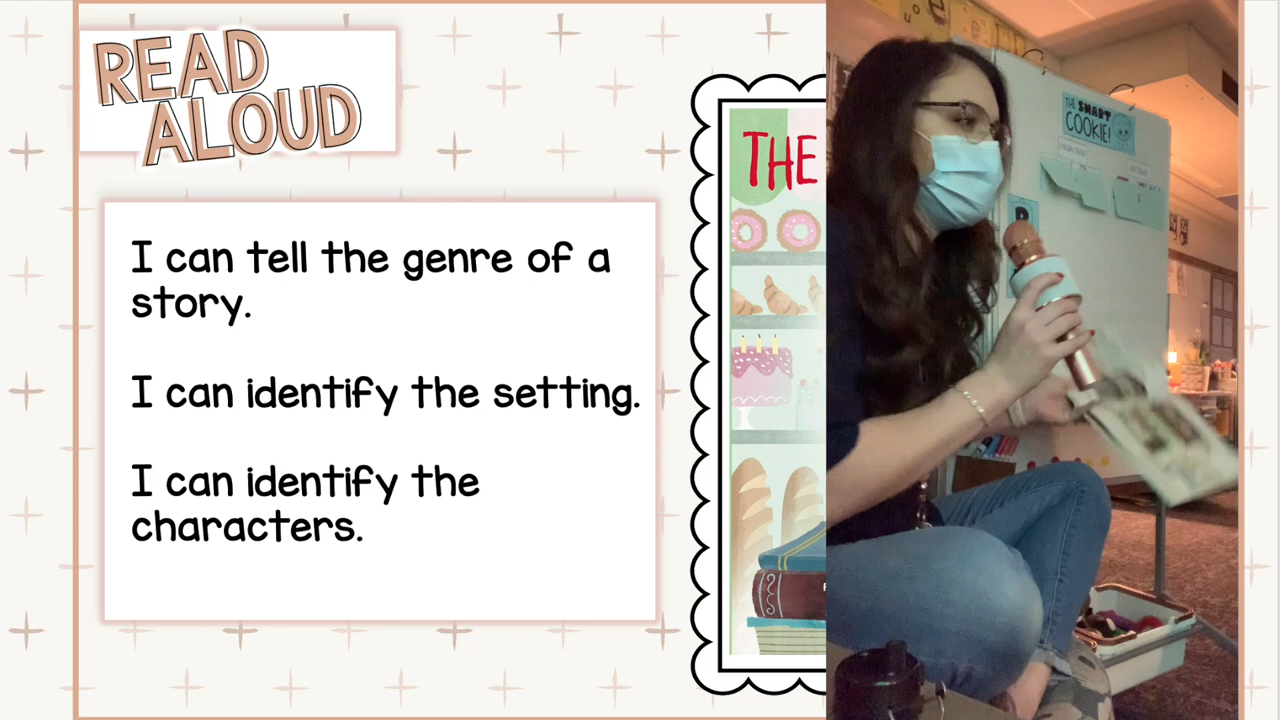 READ
ALOUD
I can tell the genre of a
story.
I can identify the setting.
I can identify the
characters.
THE
THE SMART
COOKIE!